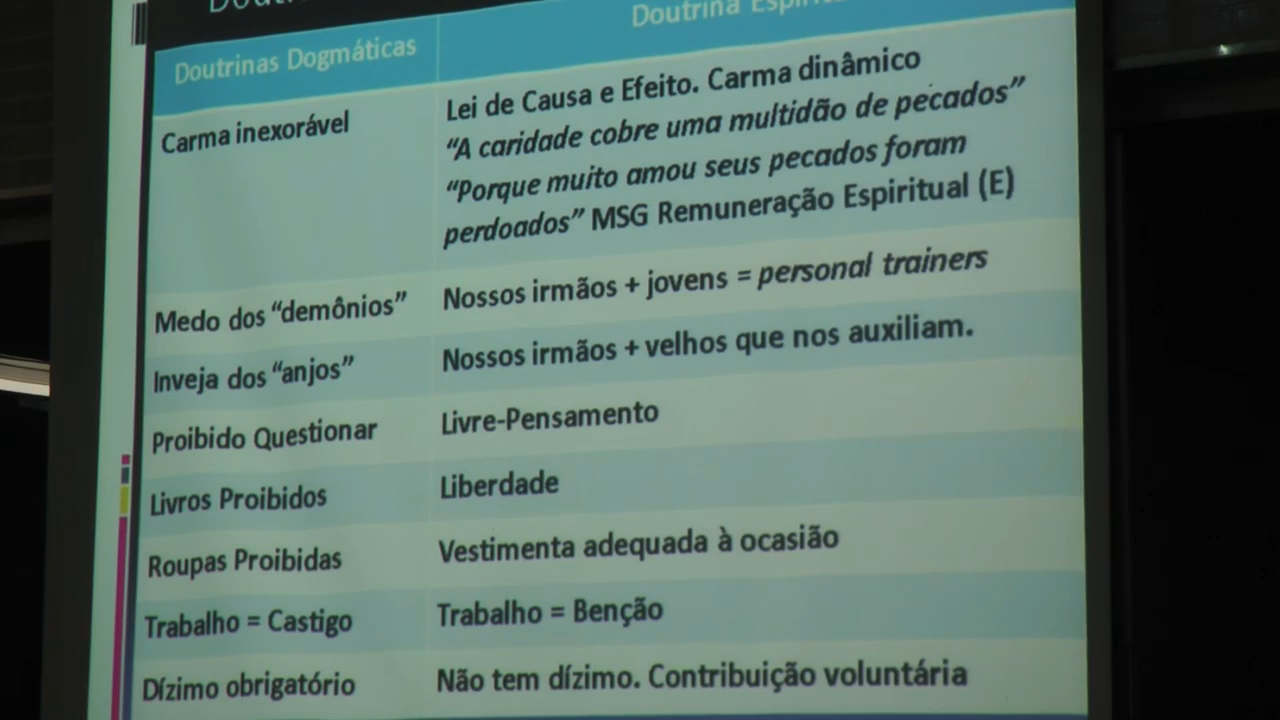 Doutrinas Dogmáticas
Doutrina
Carma inexorável
Lei de Causa e Efeito. Carma dinâmico
“A caridade cobre uma multidão de pecados”
“Porque muito amou seus pecados foram
perdoados” MSG Remuneração Espiritual (E)
Medo dos “demônios”
Nossos irmãos + jovens = personal trainers
Inveja dos “anjos”
Nossos irmãos + velhos que nos auxiliam.
Proibido Questionar
Livre-Pensamento
Livros Proibidos
Liberdade
Roupas Proibidas
Vestimenta adequada à ocasião
Trabalho = Castigo
Trabalho = Benção
Dízimo obrigatório
Não tem dízimo. Contribuição voluntária